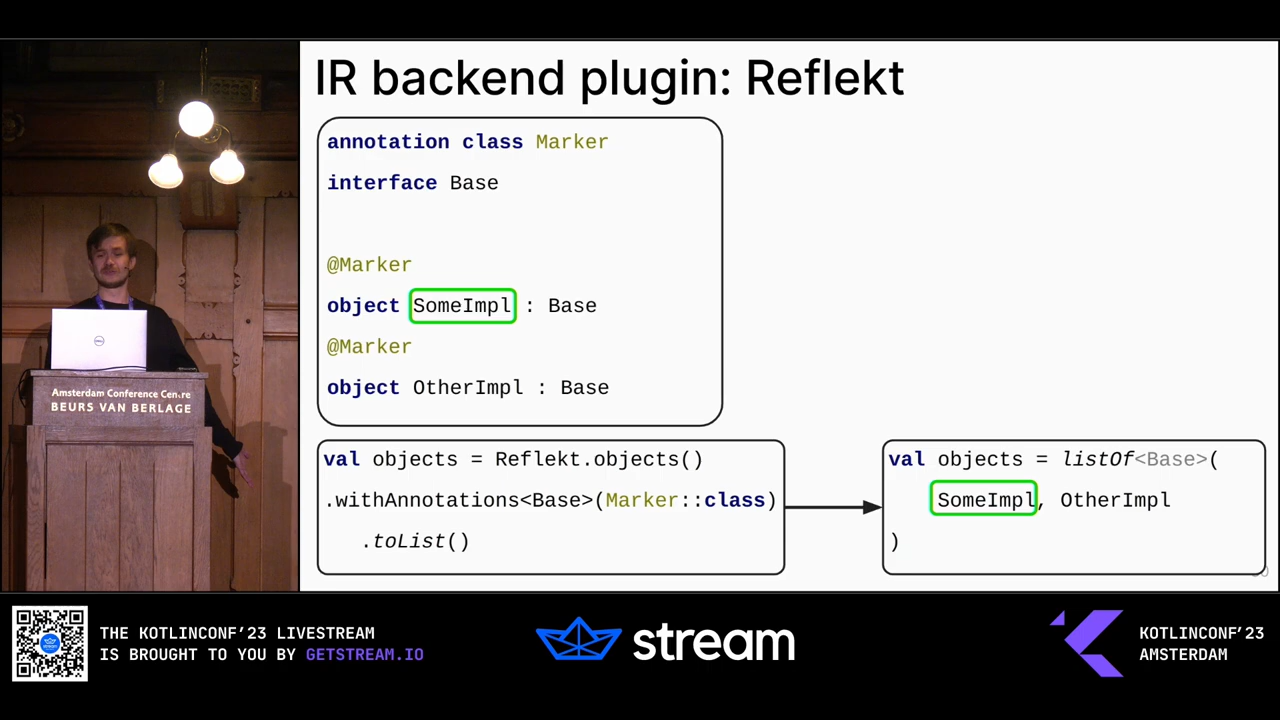 IR backend plugin: Reflekt
annotation class Marker
interface Base
@Marker
object SomeImpl : Base
@Marker
object OtherImpl : Base
val objects = Reflekt.objects()
.withAnnotations<Base>(Marker::class)
.toList()
val objects = listOf<Base>(
SomeImpl, OtherImpl
)
Amsterdam Conference Centre
BEURS VAN BERLAGE
THE KOTLINCONF’23 LIVESTREAM
IS BROUGHT TO YOU BY GETSTREAM.IO
stream
KOTLINCONF’23
AMSTERDAM